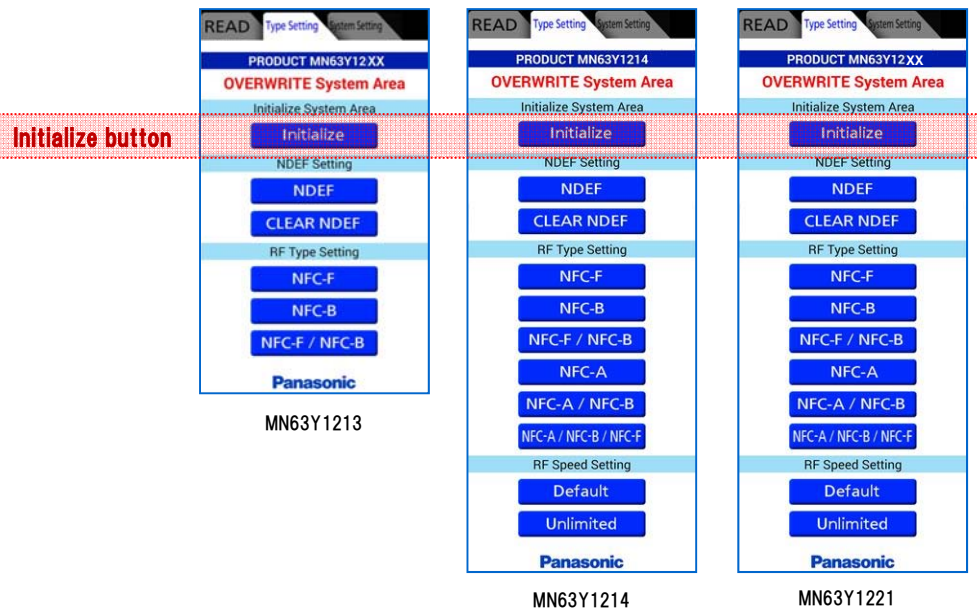 READ Type Setting System Setting
PRODUCT MN63Y12XX
OVERWRITE System Area
Initialize System Area
Initialize
NDEF Setting
NDEF
CLEAR NDEF
RF Type Setting
NFC-F
NFC-B
NFC-F / NFC-B
Panasonic
MN63Y1213
READ Type Setting System Setting
PRODUCT MN63Y1214
OVERWRITE System Area
Initialize System Area
Initialize
NDEF Setting
NDEF
CLEAR NDEF
RF Type Setting
NFC-F
NFC-B
NFC-F / NFC-B
NFC-A
NFC-A / NFC-B
NFC-A / NFC-B / NFC-F
RF Speed Setting
Default
Unlimited
Panasonic
MN63Y1214
READ Type Setting System Setting
PRODUCT MN63Y12XX
OVERWRITE System Area
Initialize System Area
Initialize
NDEF Setting
NDEF
CLEAR NDEF
RF Type Setting
NFC-F
NFC-B
NFC-F / NFC-B
NFC-A
NFC-A / NFC-B
NFC-A / NFC-B / NFC-F
RF Speed Setting
Default
Unlimited
Panasonic
MN63Y1221
Initialize button